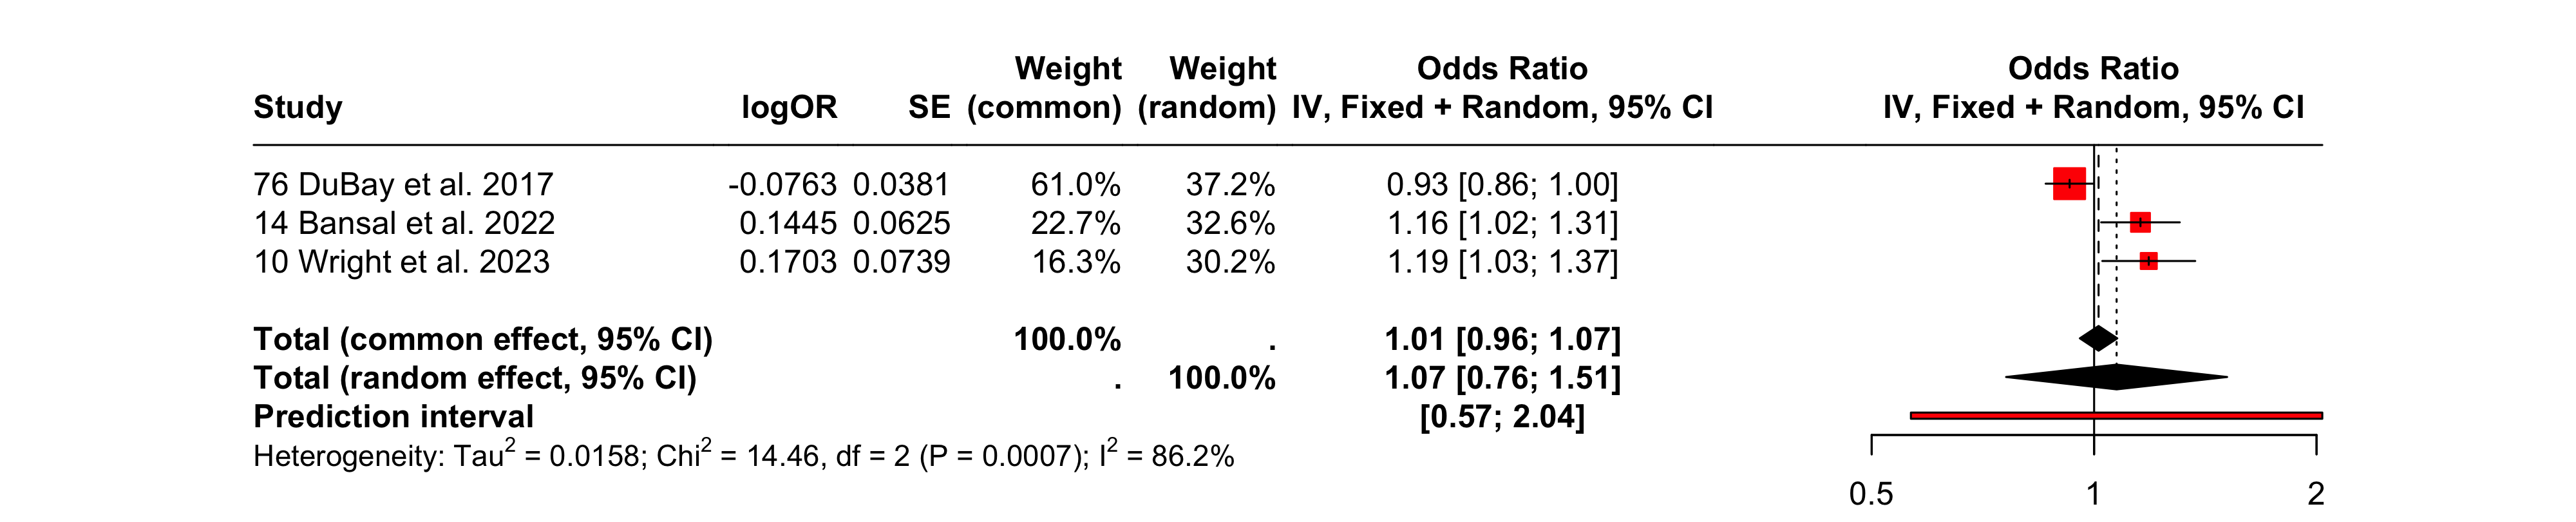 Weight Weight Odds Ratio Odds Ratio
Study logOR SE (common) (random) IV, Fixed + Random, 95% CI IV, Fixed + Random, 95% CI
76 DuBay et al. 2017 -0.0763 0.0381 61.0% 37.2% 0.93 [0.86; 1.00]
14 Bansal et al. 2022 0.1445 0.0625 22.7% 32.6% 1.16 [1.02; 1.31]
10 Wright et al. 2023 0.1703 0.0739 16.3% 30.2% 1.19 [1.03; 1.37]
Total (common effect, 95% CI) 100.0% . 1.01 [0.96; 1.07]
Total (random effect, 95% CI) . 100.0% 1.07 [0.76; 1.51]
Prediction interval [0.57; 2.04]
Heterogeneity: Tau² = 0.0158; Chi² = 14.46, df = 2 (P = 0.0007); I² = 86.2%
0.5 1 2